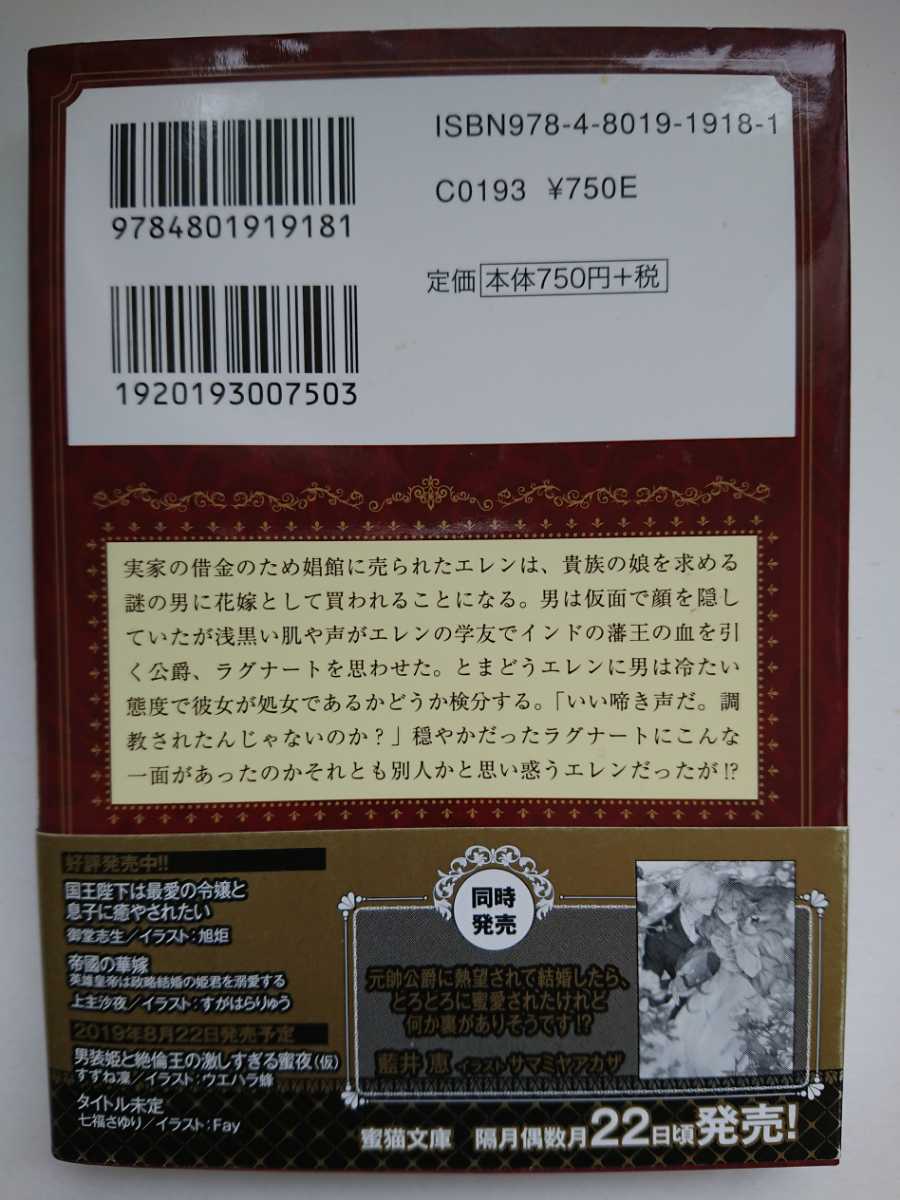 ISBN978-4-8019-1918-1
9784801919181
C0193 ¥750E
定価 本体750円+税
1920193007503
実家の借金のため娼館に売られたエレンは、貴族の娘を求める
謎の男に花嫁として買われることになる。男は仮面で顔を隠し
ていたが浅黒い肌や声がエレンの学友でインドの藩王の血を引
く公爵、ラグナートを思わせた。とまどうエレンに男は冷たい
態度で彼女が処女であるかどうか検分する。「いい啼き声だ。調
教されたんじゃないのか?」穏やかだったラグナートにこんな
一面があったのかそれとも別人かと思い惑うエレンだったが!?
好評発売中!!
国王陛下は最愛の令嬢と
息子に癒やされたい
御堂志生/イラスト:旭炬
帝國の華嫁
英雄皇帝は政略結婚の姫君を溺愛する
上主沙夜/イラスト:すがはらりゅう
2019年8月22日発売予定
男装姫と絶倫王の激しすぎる蜜夜(仮)
すずね凜/イラスト:ウエハラ蜂
タイトル未定
七福さゆり/イラスト:Fay
同時
発売
元帥公爵に熱望されて結婚したら、
とろとろに蜜愛されたけれど
何か裏がありそうです!?
藍井恵 イラストサマミヤアカザ
蜜猫文庫 隔月偶数月22日頃発売!